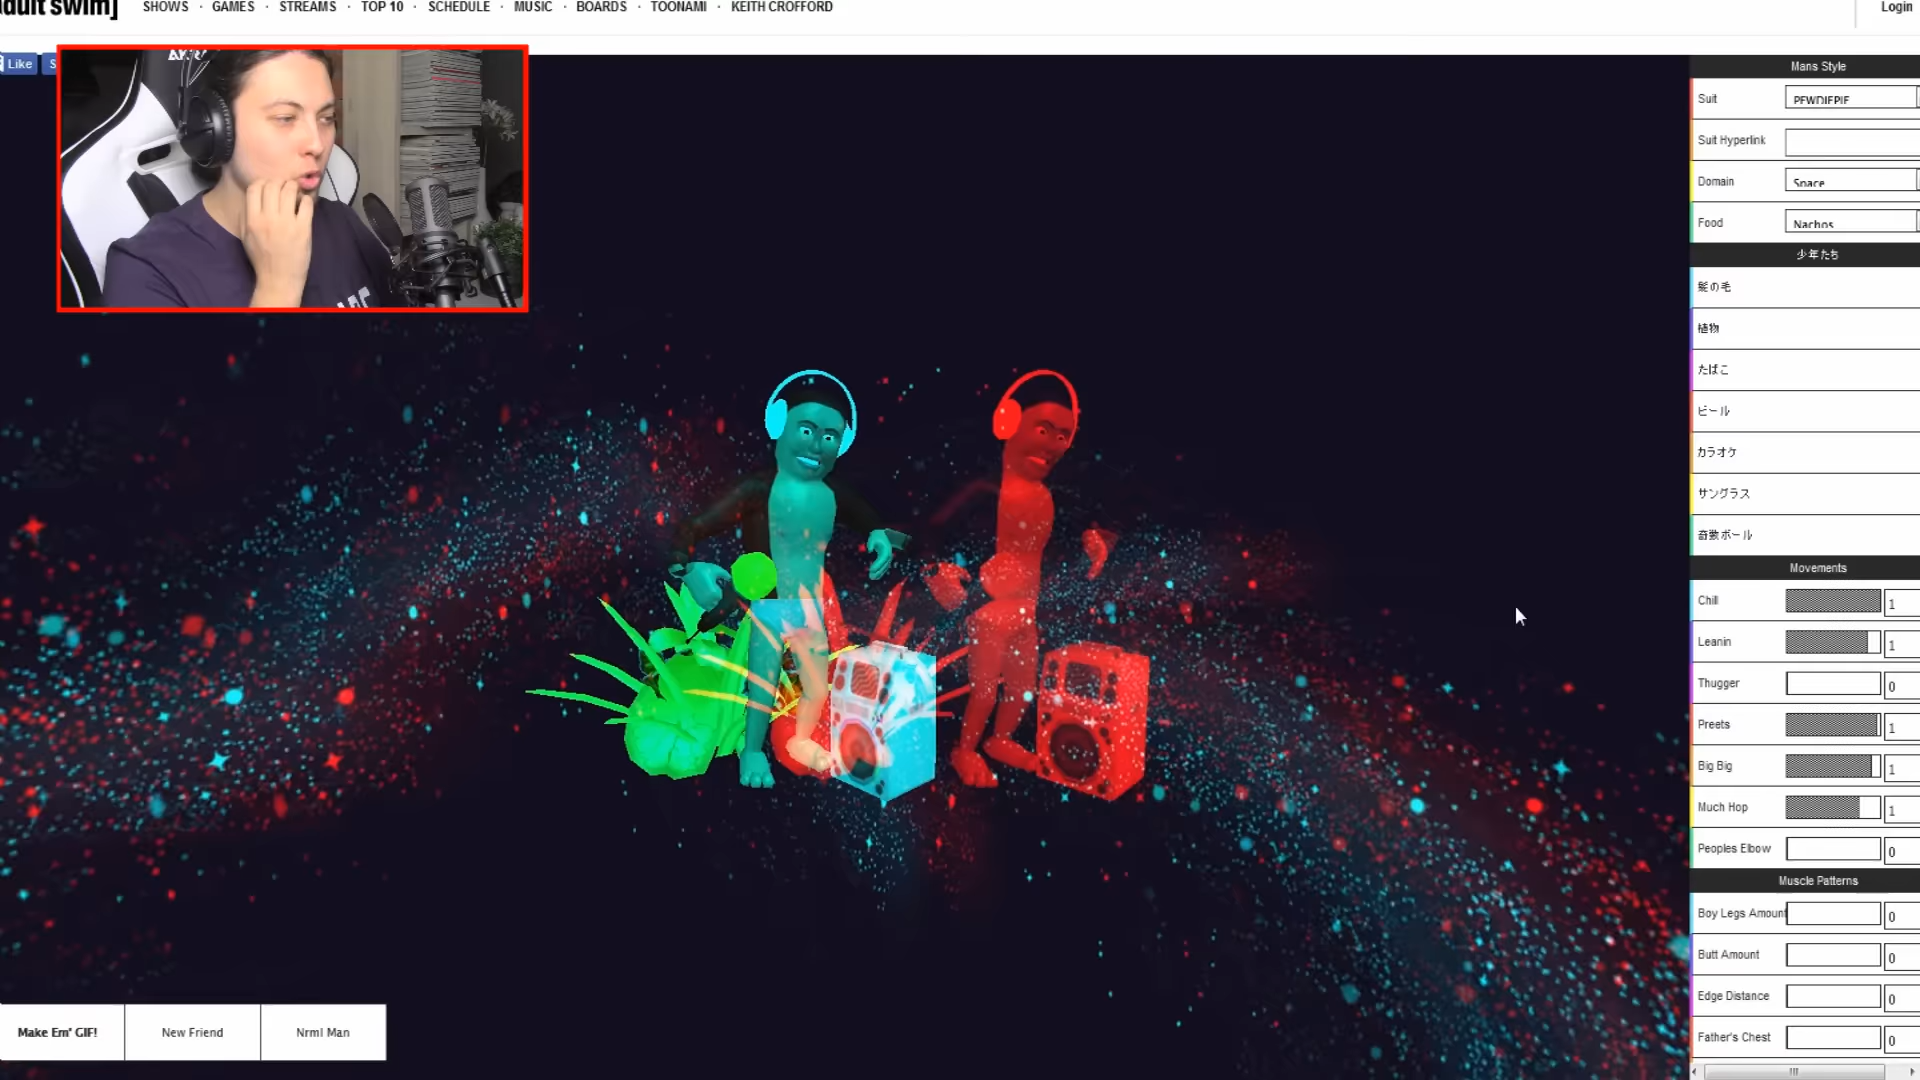 adult swim]
SHOWS · GAMES · STREAMS · TOP 10 · SCHEDULE · MUSIC · BOARDS · TOONAMI · KEITH CROFFORD
Login
Like
S
Mans Style
Suit PEWDIEPIE
Suit Hyperlink
Domain Space
Food Nachos
少年たち
髪の毛
植物
たばこ
ビール
カラオケ
サングラス
奇数ボール
Movements
Chill 1
Leanin 1
Thugger 0
Preets 1
Big Big 1
Much Hop 1
Peoples Elbow 0
Muscle Patterns
Boy Legs Amount 0
Butt Amount 0
Edge Distance 0
Father's Chest 0
Make Em' GIF!
New Friend
Nrml Man